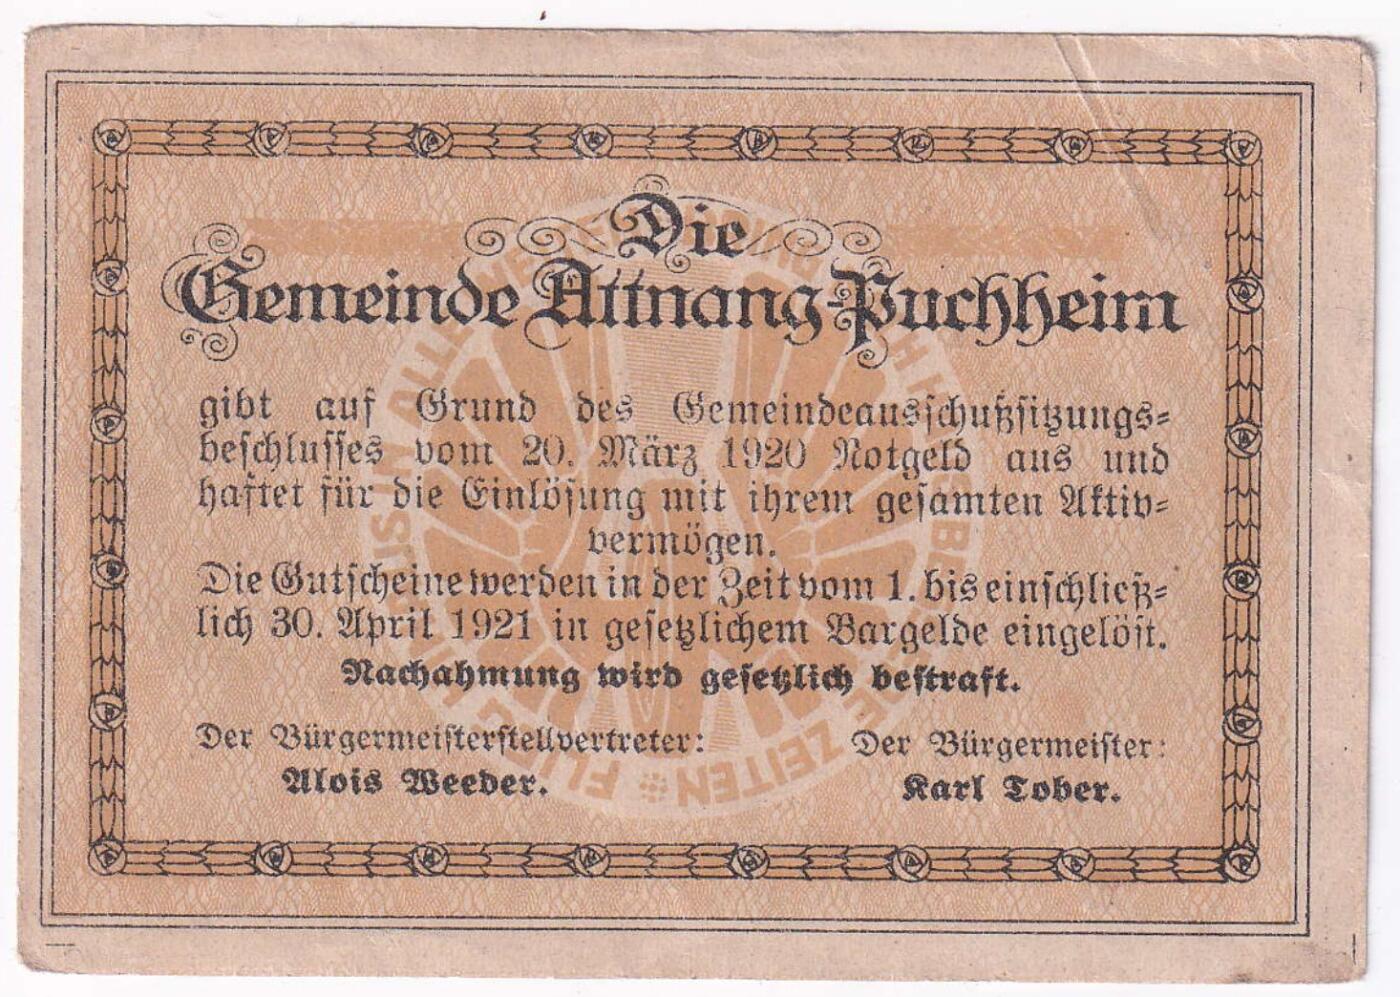 Die
Gemeinde Attnang-Puchheim
gibt auf Grund des Gemeindeausschußsitzungs=
beschlusses vom 20. März 1920 Notgeld aus und
haftet für die Einlösung mit ihrem gesamten Aktiv=
vermögen.
Die Gutscheine werden in der Zeit vom 1. bis einschließ=
lich 30. April 1921 in gesetzlichem Bargelde eingelöst.
Nachahmung wird gesetzlich bestraft.
Der Bürgermeisterstellvertreter:
Alois Weeder.
Der Bürgermeister:
Karl Tober.